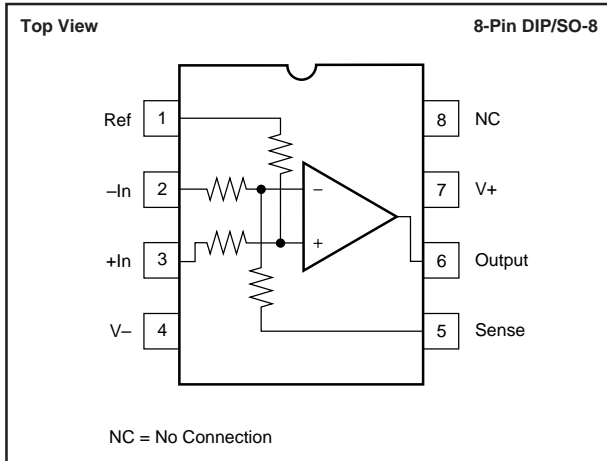 Top View 8-Pin DIP/SO-8
Ref 1 8 NC
–In 2 – 7 V+
+In 3 + 6 Output
V– 4 5 Sense
NC = No Connection